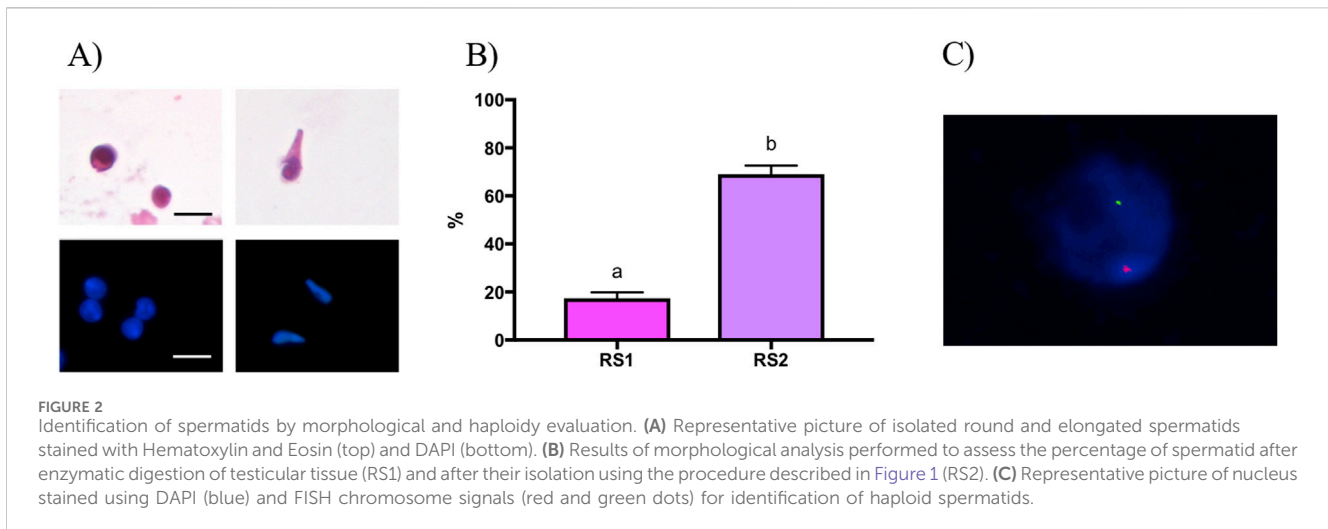 A)
B)
C)
100
80
60
40
20
0
%
a
b
RS1
RS2
FIGURE 2
Identification of spermatids by morphological and haploidy evaluation. (A) Representative picture of isolated round and elongated spermatids
stained with Hematoxylin and Eosin (top) and DAPI (bottom). (B) Results of morphological analysis performed to assess the percentage of spermatid after
enzymatic digestion of testicular tissue (RS1) and after their isolation using the procedure described in Figure 1 (RS2). (C) Representative picture of nucleus
stained using DAPI (blue) and FISH chromosome signals (red and green dots) for identification of haploid spermatids.